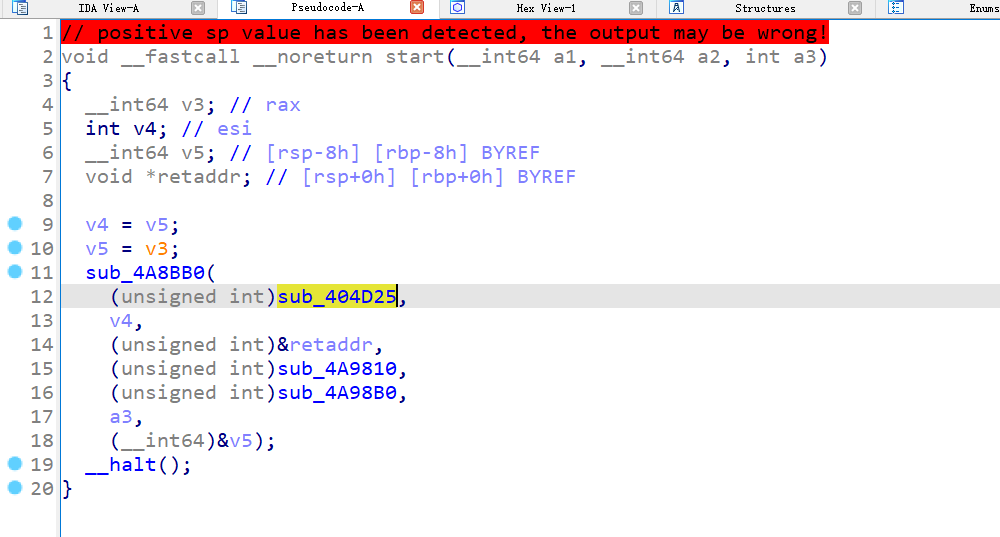 IDA View-A Pseudocode-A Hex View-1 Structures Enums
1 // positive sp value has been detected, the output may be wrong!
2 void __fastcall __noreturn start(__int64 a1, __int64 a2, int a3)
3 {
4   __int64 v3; // rax
5   int v4; // esi
6   __int64 v5; // [rsp-8h] [rbp-8h] BYREF
7   void *retaddr; // [rsp+0h] [rbp+0h] BYREF
8
9   v4 = v5;
10   v5 = v3;
11   sub_4A8BB0(
12     (unsigned int)sub_404D25,
13     v4,
14     (unsigned int)&retaddr,
15     (unsigned int)sub_4A9810,
16     (unsigned int)sub_4A98B0,
17     a3,
18     (__int64)&v5);
19   __halt();
20 }